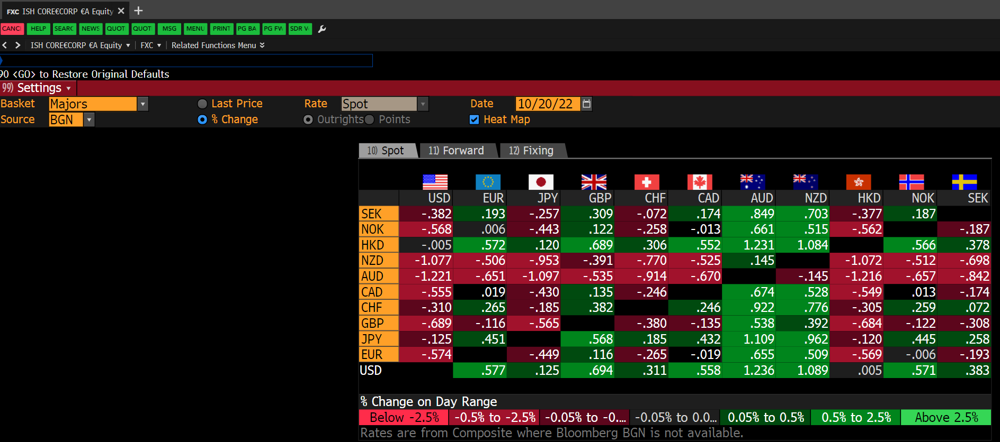 FXC ISH CORE€CORP €A Equity
CANC HELP SEARC NEWS QUOT QUOT MSG MENU PRINT PG BA PG FW SDR V
ISH CORE€CORP €A Equity FXC Related Functions Menu
90 <GO> to Restore Original Defaults
99) Settings
Basket Majors Last Price Rate Spot Date 10/20/22
Source BGN % Change Outrights Points Heat Map
10) Spot 11) Forward 12) Fixing
USD EUR JPY GBP CHF CAD AUD NZD HKD NOK SEK
SEK -.382 .193 -.257 .309 -.072 .174 .849 .703 -.377 .187
NOK -.568 .006 -.443 .122 -.258 -.013 .661 .515 -.562 -.187
HKD -.005 .572 .120 .689 .306 .552 1.231 1.084 .566 .378
NZD -1.077 -.506 -.953 -.391 -.770 -.525 .145 -1.072 -.512 -.698
AUD -1.221 -.651 -1.097 -.535 -.914 -.670 -.145 -1.216 -.657 -.842
CAD -.555 .019 -.430 .135 -.246 .674 .528 -.549 .013 -.174
CHF -.310 .265 -.185 .382 .246 .922 .776 -.305 .259 .072
GBP -.689 -.116 -.565 -.380 -.135 .538 .392 -.684 -.122 -.308
JPY -.125 .451 .568 .185 .432 1.109 .962 -.120 .445 .258
EUR -.574 -.449 .116 -.265 -.019 .655 .509 -.569 -.006 -.193
USD .577 .125 .694 .311 .558 1.236 1.089 .005 .571 .383
% Change on Day Range
Below -2.5% -0.5% to -2.5% -0.05% to -0.... -0.05% to 0.0... 0.05% to 0.5% 0.5% to 2.5% Above 2.5%
Rates are from Composite where Bloomberg BGN is not available.